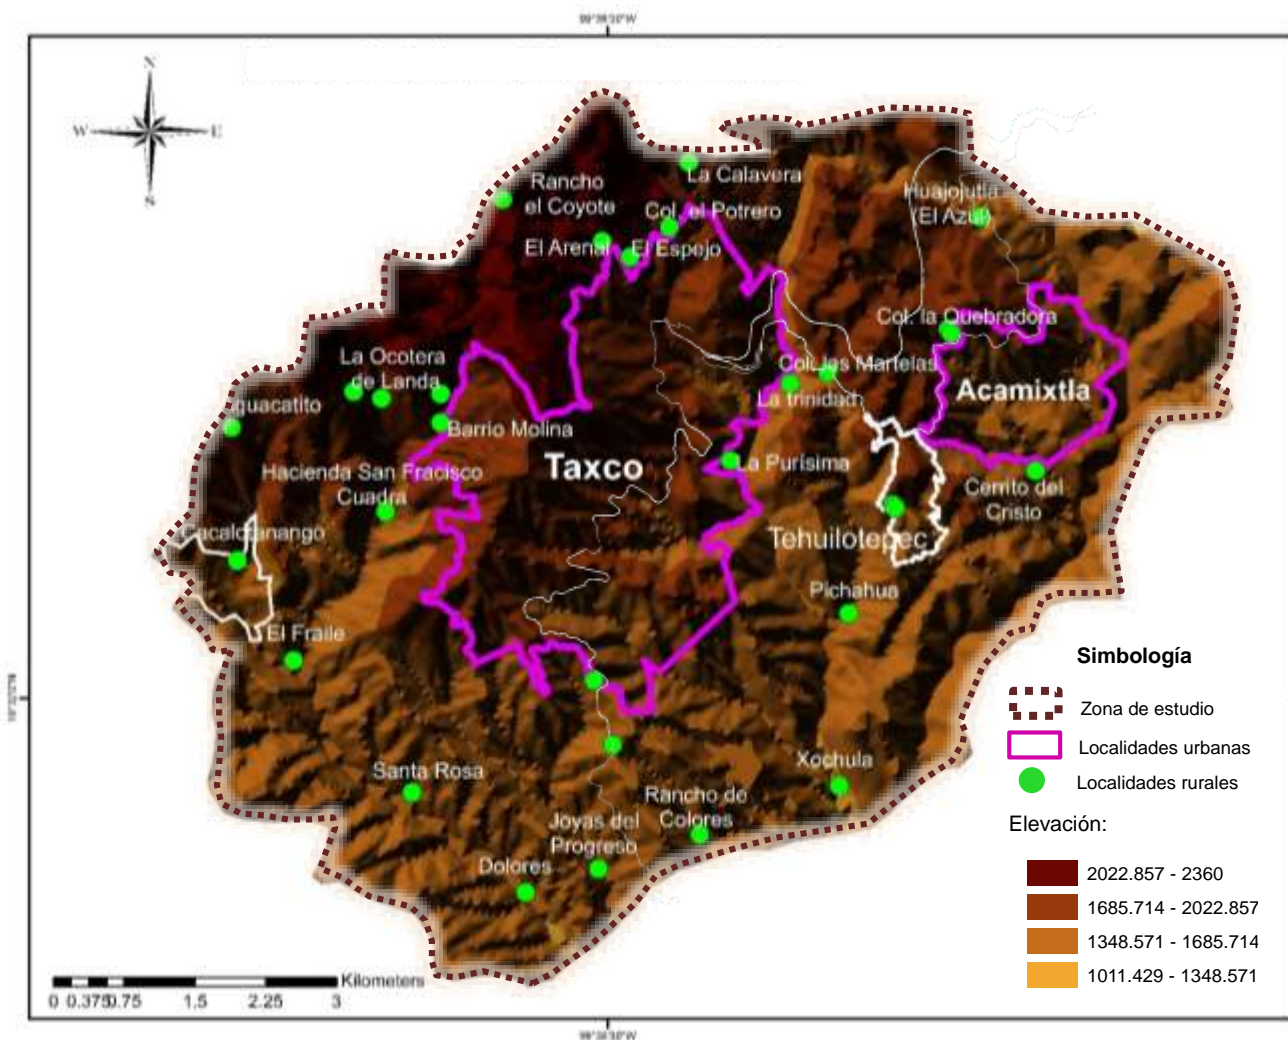 N
W
E
S
Rancho
el Coyote
La Calavera
Col. el Potrero
El Arenal
El Espejo
Huajojutla
(El Azul)
Col. la Quebradora
La Ocotera
de Landa
Col. los Martelas
Acamixtla
La trinidad
guacatito
Barrio Molina
Taxco
La Purísima
Hacienda San Fracisco
Cuadra
Cerrito del
Cristo
Cacalotanango
Tehuilotepec
Pichahua
El Fraile
Simbología
Zona de estudio
Localidades urbanas
Localidades rurales
Santa Rosa
Xochula
Rancho de
Colores
Joyas del
Progreso
Dolores
Elevación:
2022.857 - 2360
1685.714 - 2022.857
1348.571 - 1685.714
1011.429 - 1348.571
Kilometers
0 0.375 0.75 1.5 2.25 3